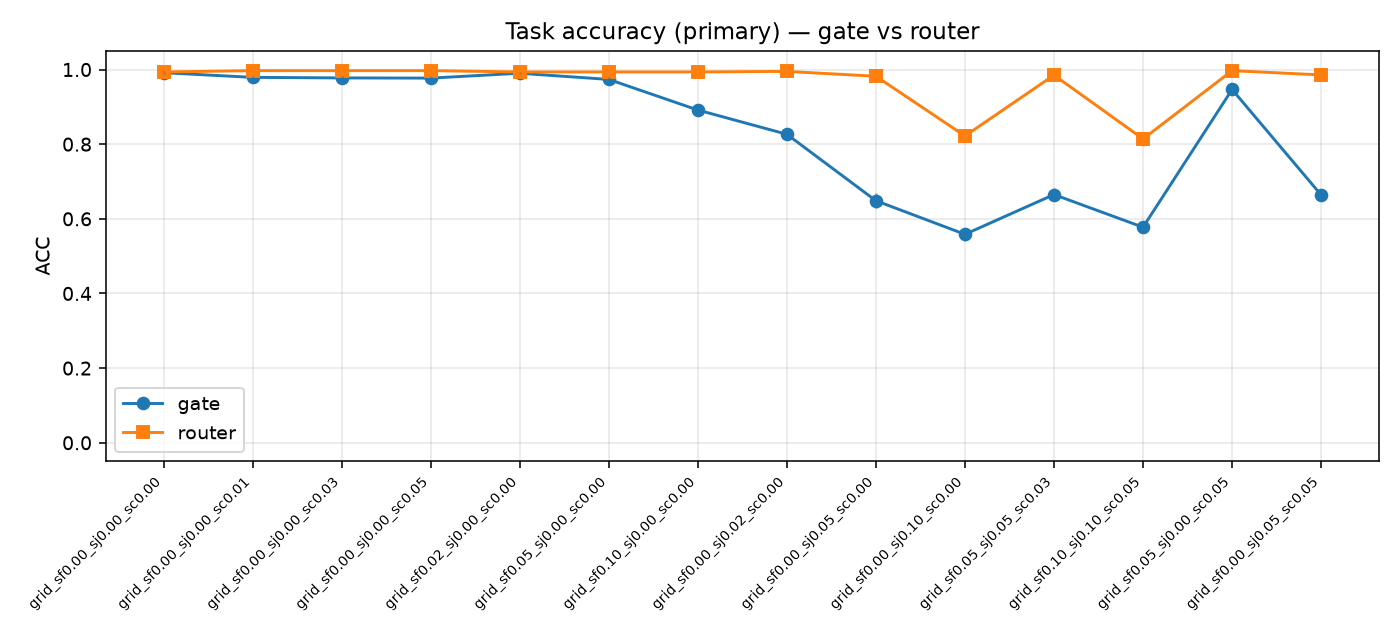 Task accuracy (primary) — gate vs router
ACC
1.0
0.8
0.6
0.4
0.2
0.0
gate
router
grid_sf0.00_sj0.00_sc0.00
grid_sf0.00_sj0.00_sc0.01
grid_sf0.00_sj0.00_sc0.03
grid_sf0.00_sj0.00_sc0.05
grid_sf0.02_sj0.00_sc0.00
grid_sf0.05_sj0.00_sc0.00
grid_sf0.10_sj0.00_sc0.00
grid_sf0.00_sj0.02_sc0.00
grid_sf0.00_sj0.05_sc0.00
grid_sf0.00_sj0.10_sc0.00
grid_sf0.05_sj0.05_sc0.03
grid_sf0.10_sj0.10_sc0.05
grid_sf0.05_sj0.00_sc0.05
grid_sf0.00_sj0.05_sc0.05